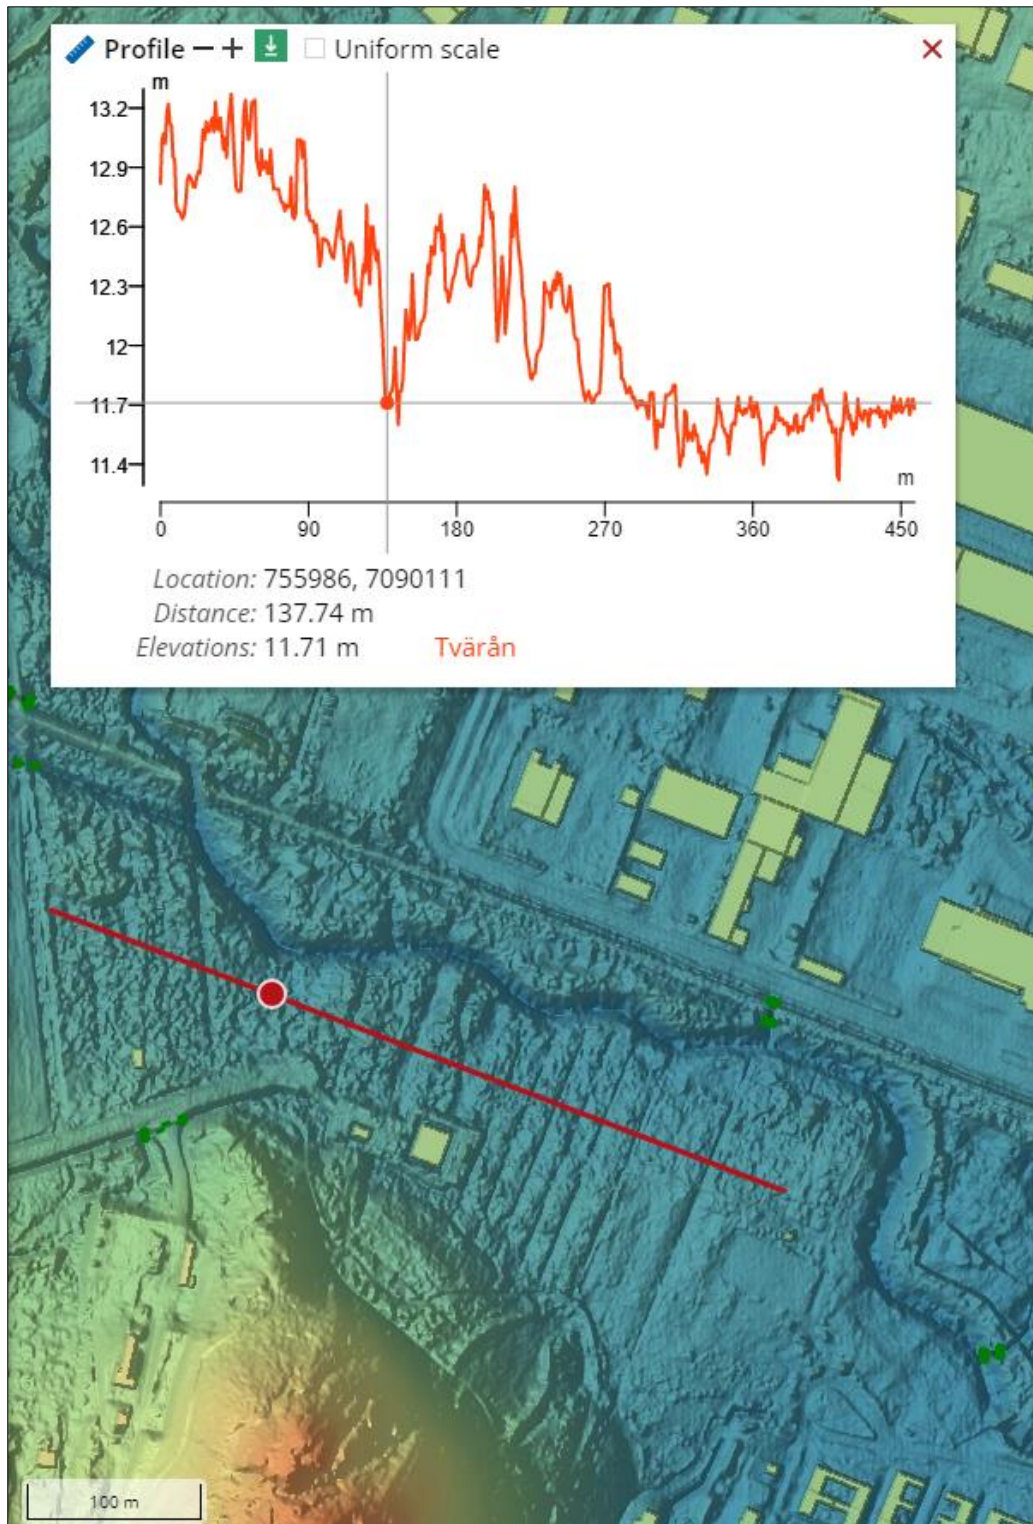 Profile − + Uniform scale ×
m
13.2
12.9
12.6
12.3
12
11.7
11.4
m
0 90 180 270 360 450
Location: 755986, 7090111
Distance: 137.74 m
Elevations: 11.71 m Tvärån
100 m